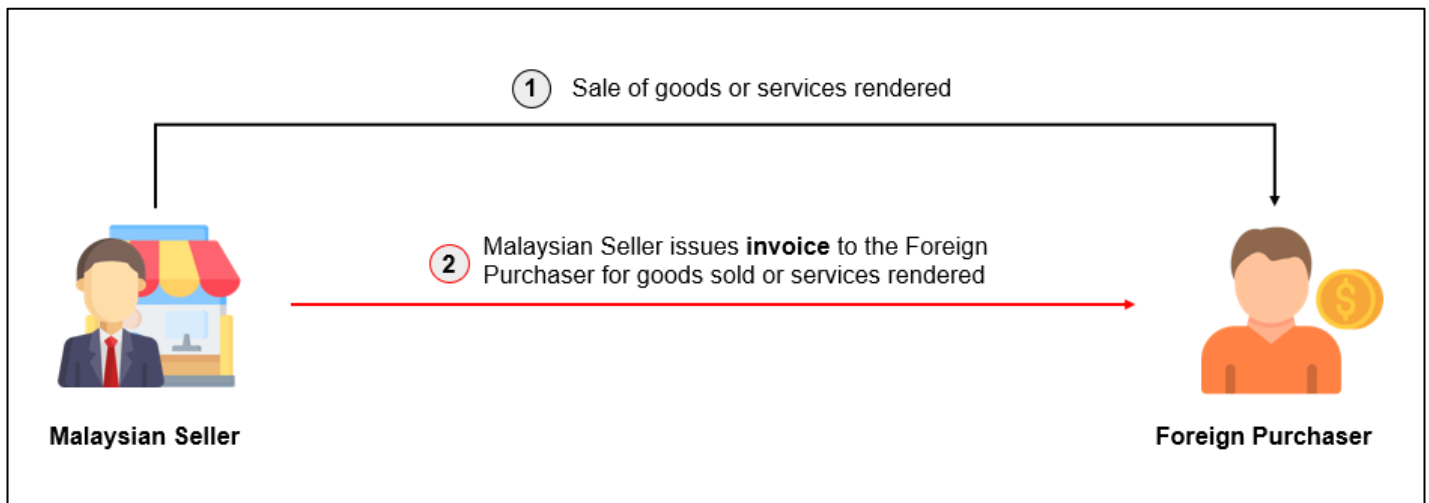 1 Sale of goods or services rendered
2 Malaysian Seller issues invoice to the Foreign
Purchaser for goods sold or services rendered
$
Malaysian Seller
Foreign Purchaser